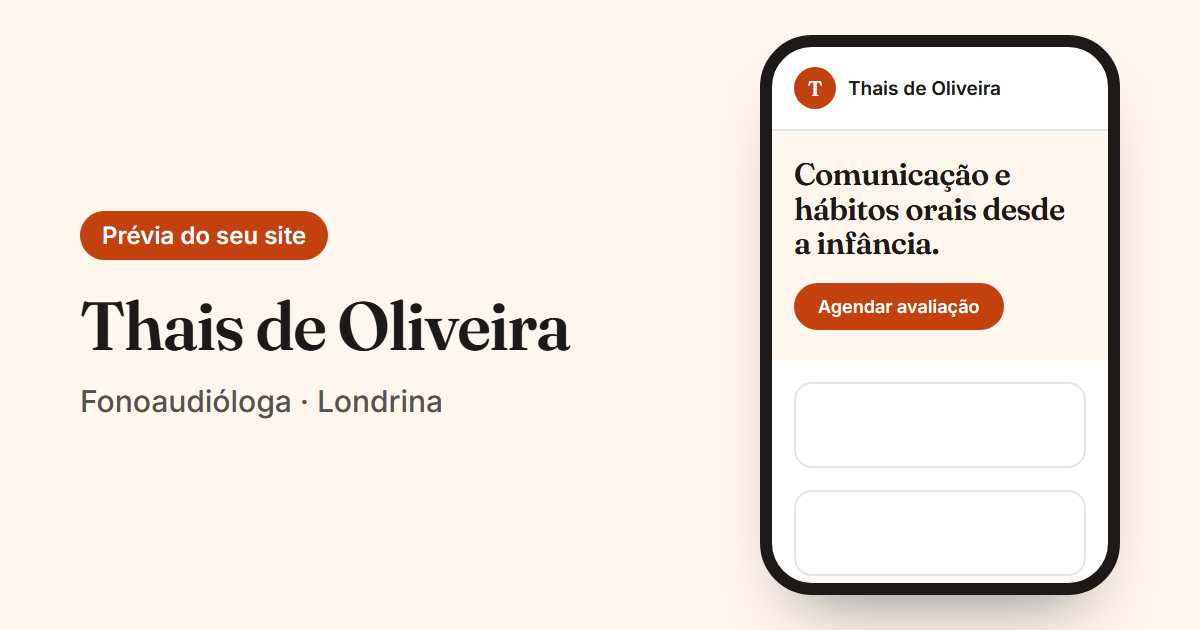 Prévia do seu site
Thais de Oliveira
Fonoaudióloga · Londrina
T
Thais de Oliveira
Comunicação e
hábitos orais desde
a infância.
Agendar avaliação